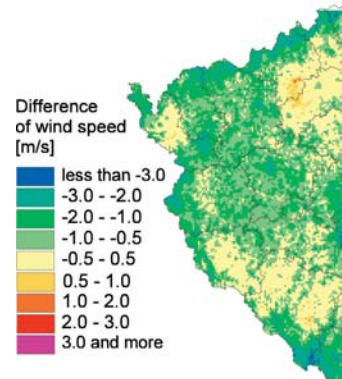 Difference
of wind speed
[m/s]
less than -3.0
-3.0 - -2.0
-2.0 - -1.0
-1.0 - -0.5
-0.5 - 0.5
0.5 - 1.0
1.0 - 2.0
2.0 - 3.0
3.0 and more